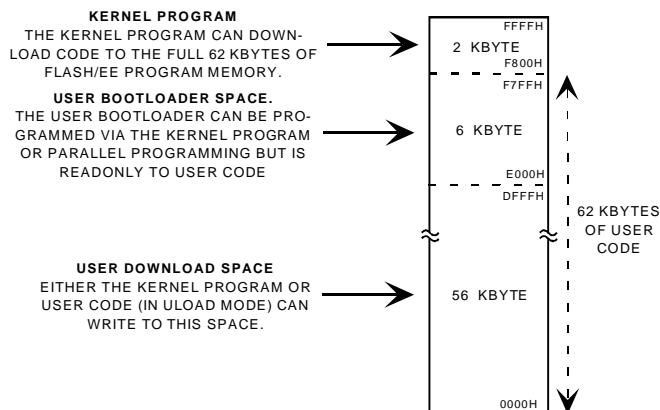 KERNEL PROGRAM
THE KERNEL PROGRAM CAN DOWN-
LOAD CODE TO THE FULL 62 KBYTES OF
FLASH/EE PROGRAM MEMORY.
USER BOOTLOADER SPACE.
THE USER BOOTLOADER CAN BE PRO-
GRAMMED VIA THE KERNEL PROGRAM
OR PARALLEL PROGRAMMING BUT IS
READONLY TO USER CODE
USER DOWNLOAD SPACE
EITHER THE KERNEL PROGRAM OR
USER CODE (IN ULOAD MODE) CAN
WRITE TO THIS SPACE.
FFFFH
2 KBYTE
F800H
F7FFH
6 KBYTE
E000H
DFFFH
56 KBYTE
0000H
62 KBYTES
OF USER
CODE